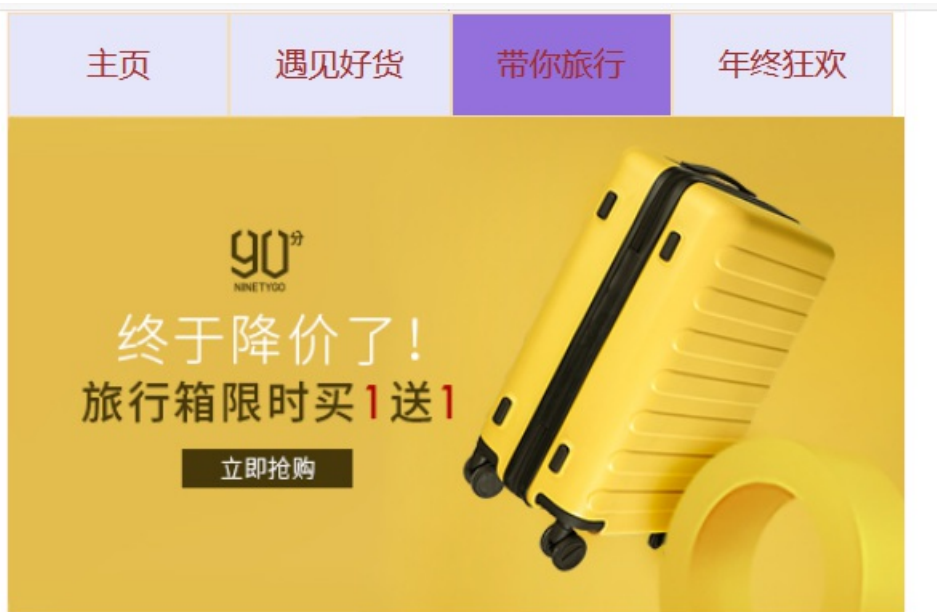 主页 遇见好货 带你旅行 年终狂欢
90分
NINETYGO
终于降价了!
旅行箱限时买1送1
立即抢购